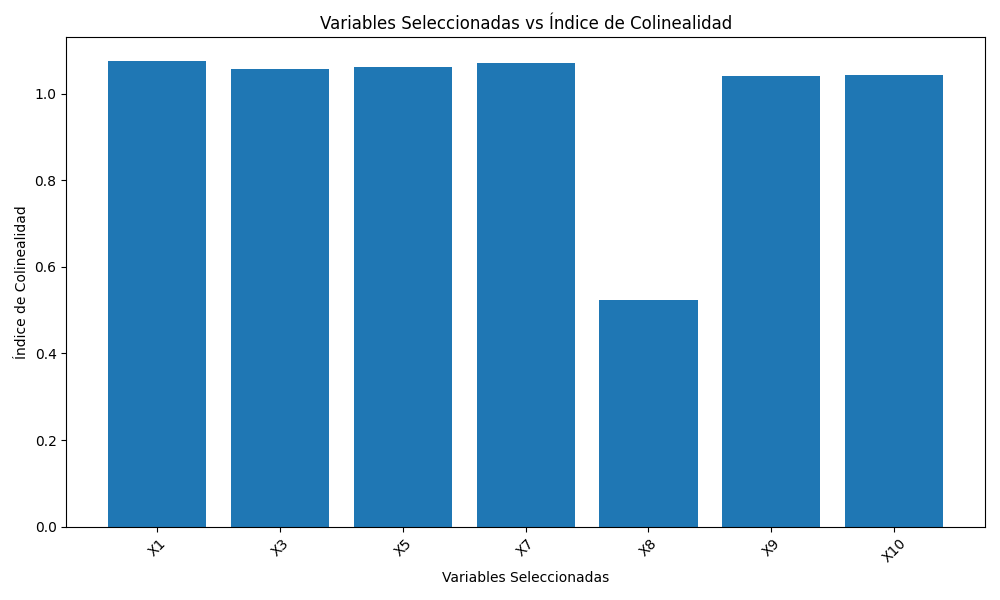 Variables Seleccionadas vs Índice de Colinealidad
Índice de Colinealidad
1.0
0.8
0.6
0.4
0.2
0.0
X1
X3
X5
X7
X8
X9
X10
Variables Seleccionadas